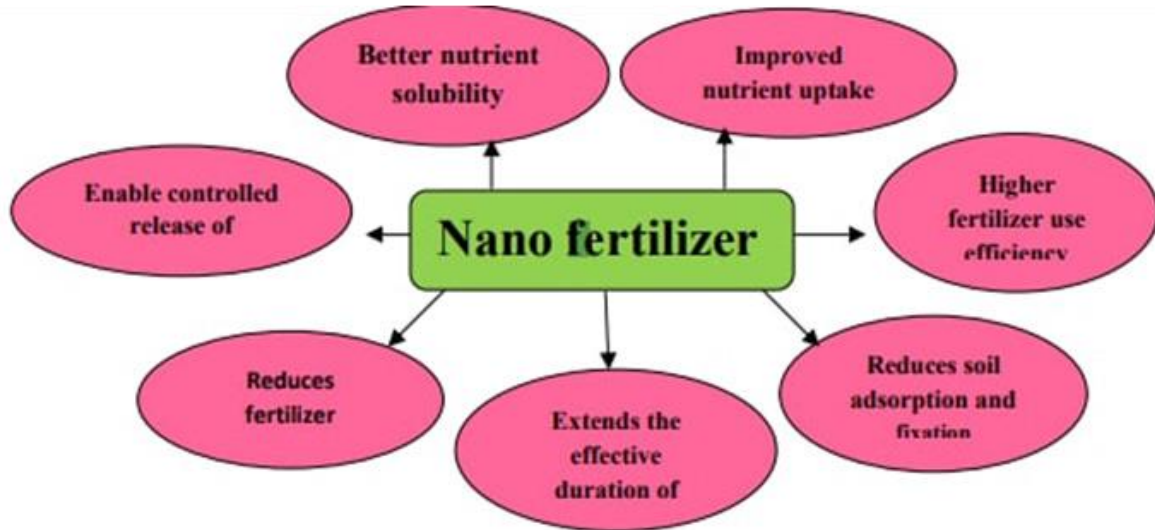 Better nutrient
solubility
Improved
nutrient uptake
Enable controlled
release of
Nano fertilizer
Higher
fertilizer use
efficiency
Reduces
fertilizer
Extends the
effective
duration of
Reduces soil
adsorption and
fixation